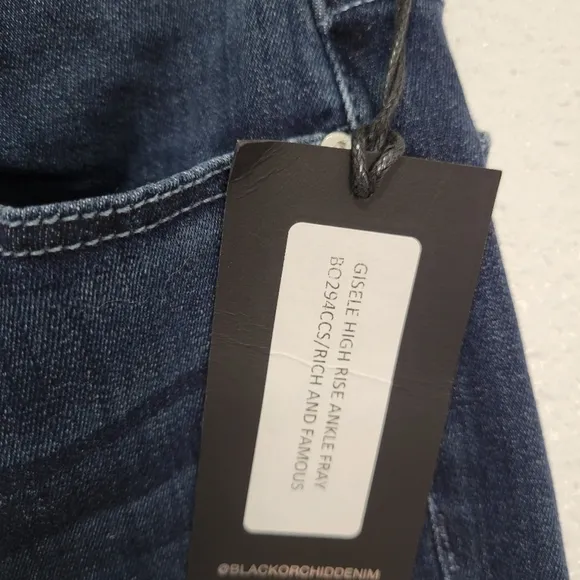 GISELE HIGH RISE ANKLE FRAY
BO294CCS/RICH AND FAMOUS
@BLACKORCHIDDENIM